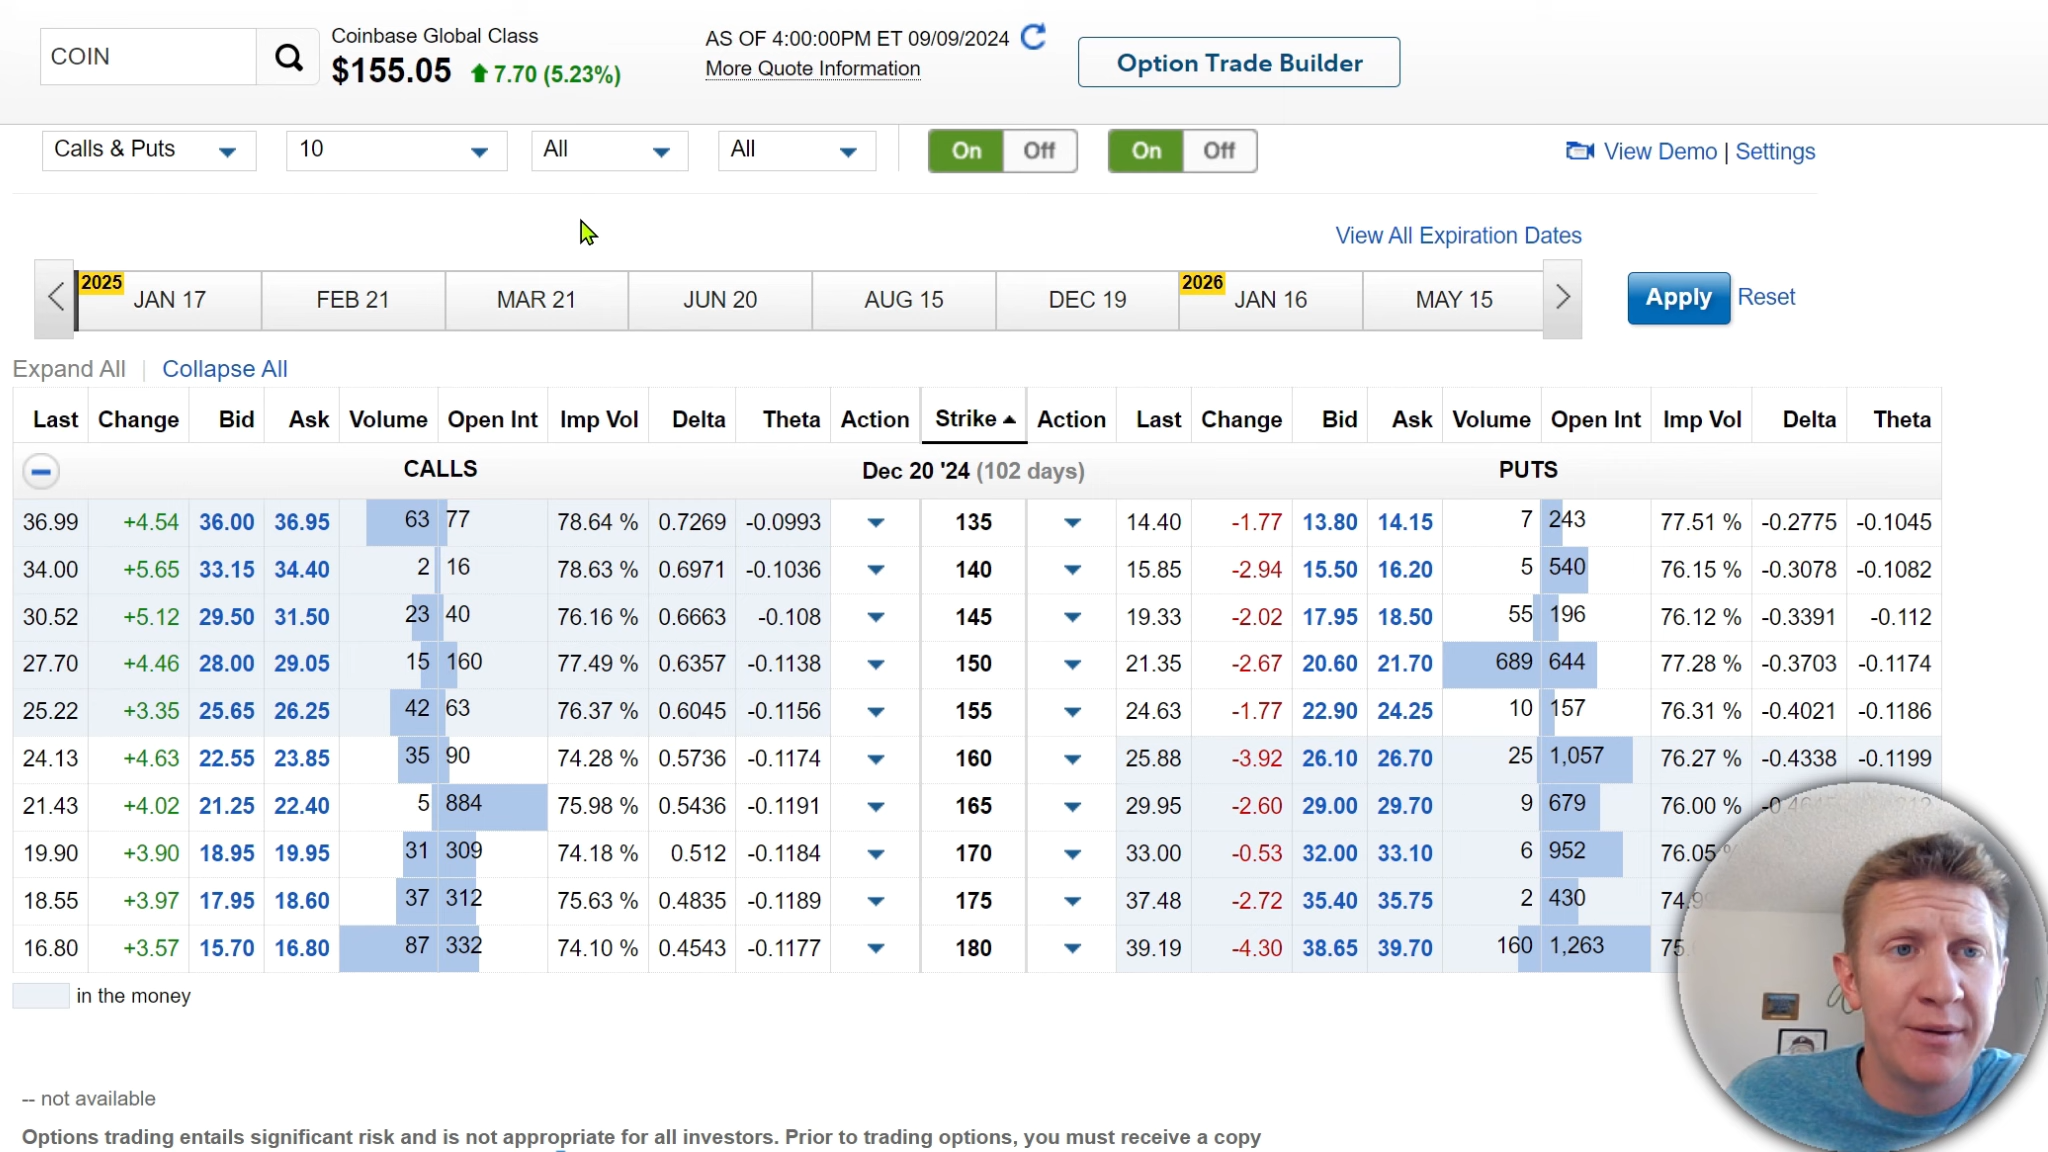 COIN
Coinbase Global Class
$155.05 7.70 (5.23%)
AS OF 4:00:00PM ET 09/09/2024
More Quote Information
Option Trade Builder
Calls & Puts 10 All All On Off On Off View Demo | Settings
View All Expiration Dates
2025 JAN 17 FEB 21 MAR 21 JUN 20 AUG 15 DEC 19 2026 JAN 16 MAY 15 Apply Reset
Expand All | Collapse All
Last Change Bid Ask Volume Open Int Imp Vol Delta Theta Action Strike Action Last Change Bid Ask Volume Open Int Imp Vol Delta Theta
CALLS Dec 20 '24 (102 days) PUTS
36.99 +4.54 36.00 36.95 63 77 78.64 % 0.7269 -0.0993 135 14.40 -1.77 13.80 14.15 7 243 77.51 % -0.2775 -0.1045
34.00 +5.65 33.15 34.40 2 16 78.63 % 0.6971 -0.1036 140 15.85 -2.94 15.50 16.20 5 540 76.15 % -0.3078 -0.1082
30.52 +5.12 29.50 31.50 23 40 76.16 % 0.6663 -0.108 145 19.33 -2.02 17.95 18.50 55 196 76.12 % -0.3391 -0.112
27.70 +4.46 28.00 29.05 15 160 77.49 % 0.6357 -0.1138 150 21.35 -2.67 20.60 21.70 689 644 77.28 % -0.3703 -0.1174
25.22 +3.35 25.65 26.25 42 63 76.37 % 0.6045 -0.1156 155 24.63 -1.77 22.90 24.25 10 157 76.31 % -0.4021 -0.1186
24.13 +4.63 22.55 23.85 35 90 74.28 % 0.5736 -0.1174 160 25.88 -3.92 26.10 26.70 25 1,057 76.27 % -0.4338 -0.1199
21.43 +4.02 21.25 22.40 5 884 75.98 % 0.5436 -0.1191 165 29.95 -2.60 29.00 29.70 9 679 76.00 %
19.90 +3.90 18.95 19.95 31 309 74.18 % 0.512 -0.1184 170 33.00 -0.53 32.00 33.10 6 952 76.05 %
18.55 +3.97 17.95 18.60 37 312 75.63 % 0.4835 -0.1189 175 37.48 -2.72 35.40 35.75 2 430
16.80 +3.57 15.70 16.80 87 332 74.10 % 0.4543 -0.1177 180 39.19 -4.30 38.65 39.70 160 1,263
in the money
-- not available
Options trading entails significant risk and is not appropriate for all investors. Prior to trading options, you must receive a copy